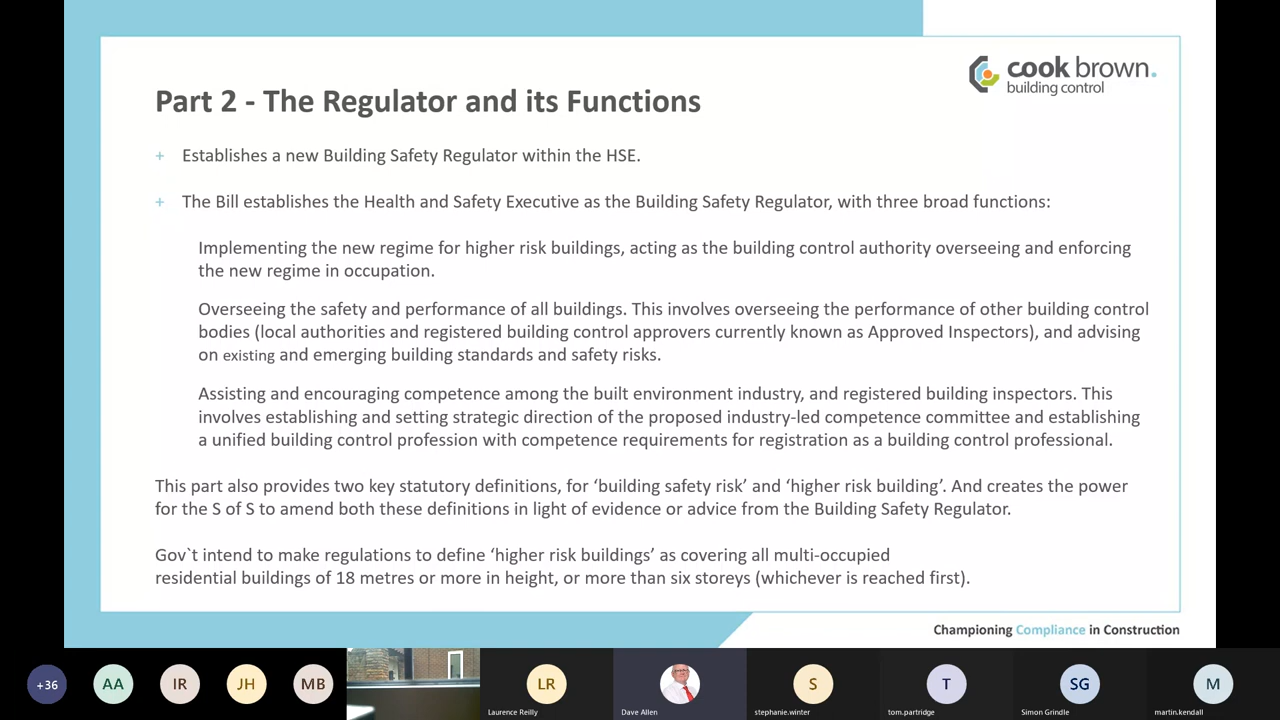 cook brown.
building control
Part 2 - The Regulator and its Functions
+ Establishes a new Building Safety Regulator within the HSE.
+ The Bill establishes the Health and Safety Executive as the Building Safety Regulator, with three broad functions:
Implementing the new regime for higher risk buildings, acting as the building control authority overseeing and enforcing
the new regime in occupation.
Overseeing the safety and performance of all buildings. This involves overseeing the performance of other building control
bodies (local authorities and registered building control approvers currently known as Approved Inspectors), and advising
on existing and emerging building standards and safety risks.
Assisting and encouraging competence among the built environment industry, and registered building inspectors. This
involves establishing and setting strategic direction of the proposed industry-led competence committee and establishing
a unified building control profession with competence requirements for registration as a building control professional.
This part also provides two key statutory definitions, for ‘building safety risk’ and ‘higher risk building’. And creates the power
for the S of S to amend both these definitions in light of evidence or advice from the Building Safety Regulator.
Gov`t intend to make regulations to define ‘higher risk buildings’ as covering all multi-occupied
residential buildings of 18 metres or more in height, or more than six storeys (whichever is reached first).
Championing Compliance in Construction
+36
AA
IR
JH
MB
LR
S
T
SG
M
Laurence Reilly
Dave Allen
stephanie.winter
tom.partridge
Simon Grindle
martin.kendall